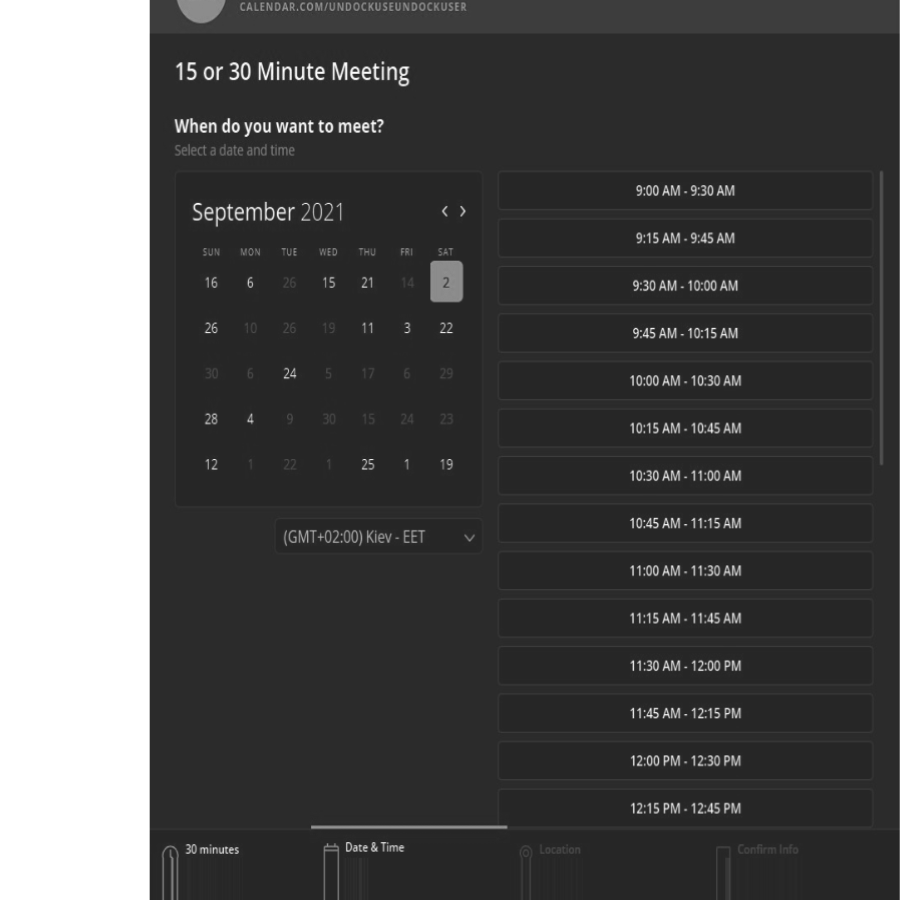 CALENDAR.COM/UNDOCKUSEUNDOCKUSER
15 or 30 Minute Meeting
When do you want to meet?
Select a date and time
September 2021
SUN MON TUE WED THU FRI SAT
16 6 26 15 21 14 2
26 10 26 19 11 3 22
30 6 24 5 17 6 29
28 4 9 30 15 24 23
12 1 22 1 25 1 19
(GMT+02:00) Kiev - EET
9:00 AM - 9:30 AM
9:15 AM - 9:45 AM
9:30 AM - 10:00 AM
9:45 AM - 10:15 AM
10:00 AM - 10:30 AM
10:15 AM - 10:45 AM
10:30 AM - 11:00 AM
10:45 AM - 11:15 AM
11:00 AM - 11:30 AM
11:15 AM - 11:45 AM
11:30 AM - 12:00 PM
11:45 AM - 12:15 PM
12:00 PM - 12:30 PM
12:15 PM - 12:45 PM
30 minutes
Date & Time
Location
Confirm Info